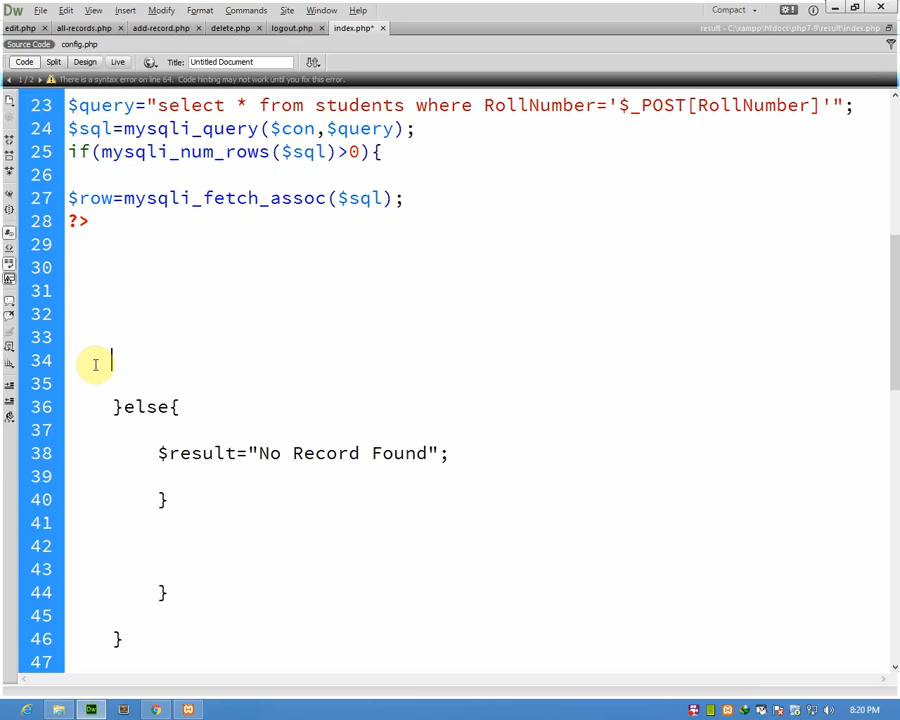 Dw File Edit View Insert Modify Format Commands Site Window Help Compact
edit.php × all-records.php × add-record.php × delete.php × logout.php × index.php* × result - C:\xampp\htdocs\php7-9\result\index.php
Source Code config.php
Code Split Design Live Title: Untitled Document
1 / 2 There is a syntax error on line 64. Code hinting may not work until you fix this error.
23 $query="select * from students where RollNumber='$_POST[RollNumber]'";
24 $sql=mysqli_query($con,$query);
25 if(mysqli_num_rows($sql)>0){
26
27 $row=mysqli_fetch_assoc($sql);
28 ?>
29
30
31
32
33
34
35
36 }else{
37
38 $result="No Record Found";
39
40 }
41
42
43
44 }
45
46 }
47
Dw 8:20 PM